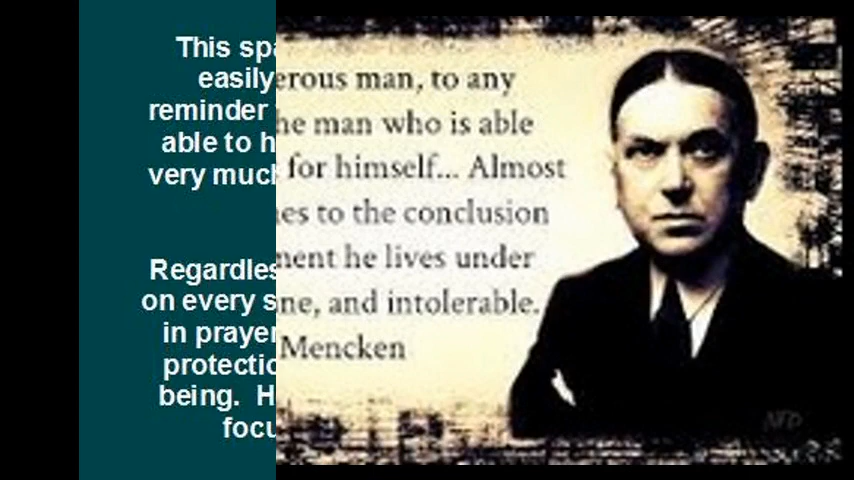 This spa
easily
reminder
able to h
very much
Regardles
on every s
in prayer
protectio
being. H
focu
erous man, to any
he man who is able
for himself... Almost
es to the conclusion
ment he lives under
ne, and intolerable.
Mencken
NFD